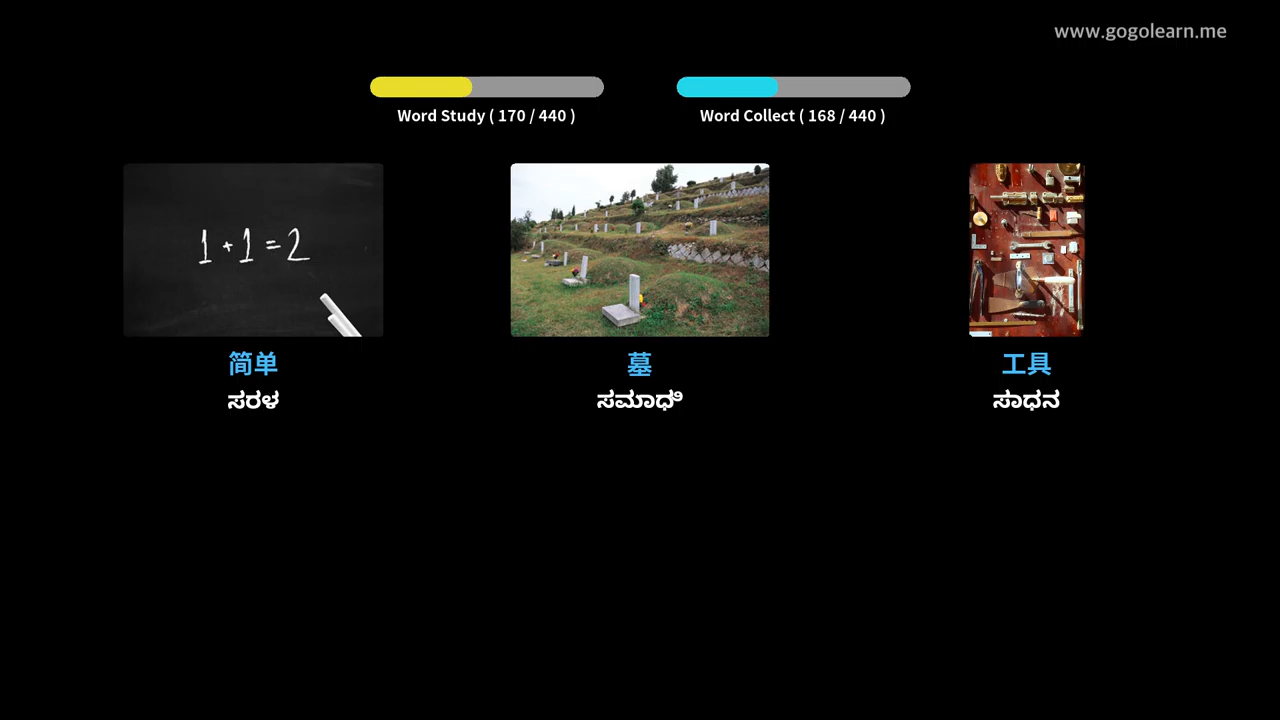 www.gogolearn.me
Word Study ( 170 / 440 )
Word Collect ( 168 / 440 )
1 + 1 = 2
简单
墓
工具
ಸರಳ
ಸಮಾಧಿ
ಸಾಧನ